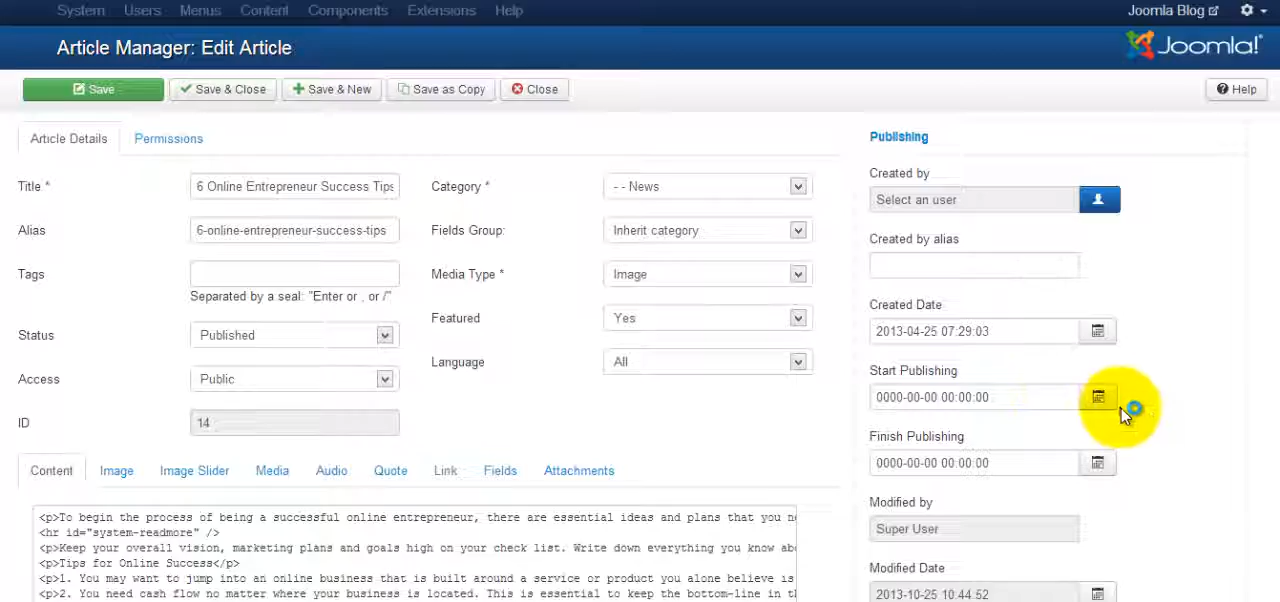 System Users Menus Content Components Extensions Help
Joomla Blog
Article Manager: Edit Article
Joomla!
Save
Save & Close
Save & New
Save as Copy
Close
Help
Article Details
Permissions
Title *
6 Online Entrepreneur Success Tips
Alias
6-online-entrepreneur-success-tips
Tags
Separated by a seal: "Enter or , or /"
Status
Published
Access
Public
ID
14
Category *
- - News
Fields Group:
Inherit category
Media Type *
Image
Featured
Yes
Language
All
Publishing
Created by
Select an user
Created by alias
Created Date
2013-04-25 07:29:03
Start Publishing
0000-00-00 00:00:00
Finish Publishing
0000-00-00 00:00:00
Modified by
Super User
Modified Date
2013-10-25 10:44:52
Content Image Image Slider Media Audio Quote Link Fields Attachments
<p>To begin the process of being a successful online entrepreneur, there are essential ideas and plans that you
<hr id="system-readmore" />
<p>Keep your overall vision, marketing plans and goals high on your check list. Write down everything you know
<p>Tips for Online Success</p>
<p>1. You may want to jump into an online business that is built around a service or product you alone believe is
<p>2. You need cash flow no matter where your business is located. This is essential to keep the bottom-line in